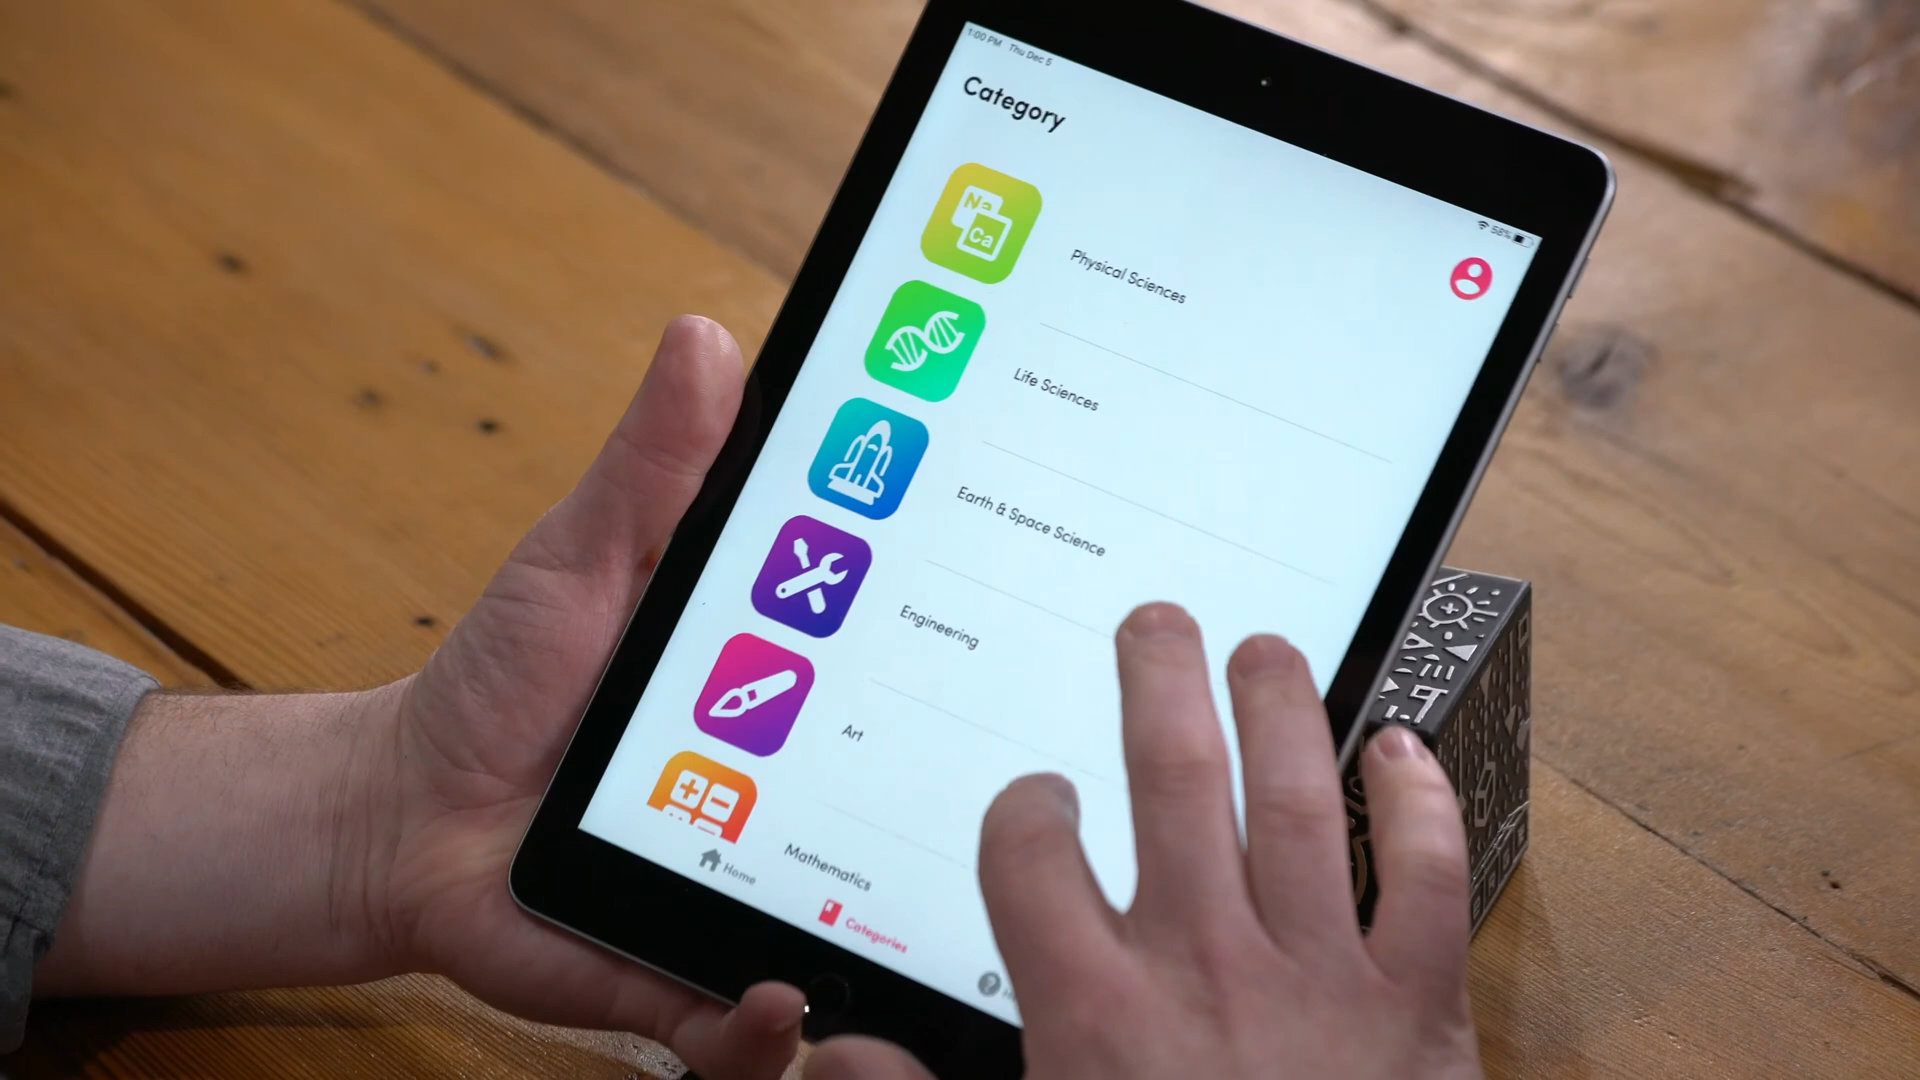 1:00 PM Thu Dec 5
58%
Category
Na
Ca
Physical Sciences
Life Sciences
Earth & Space Science
Engineering
Art
Mathematics
Home
Categories